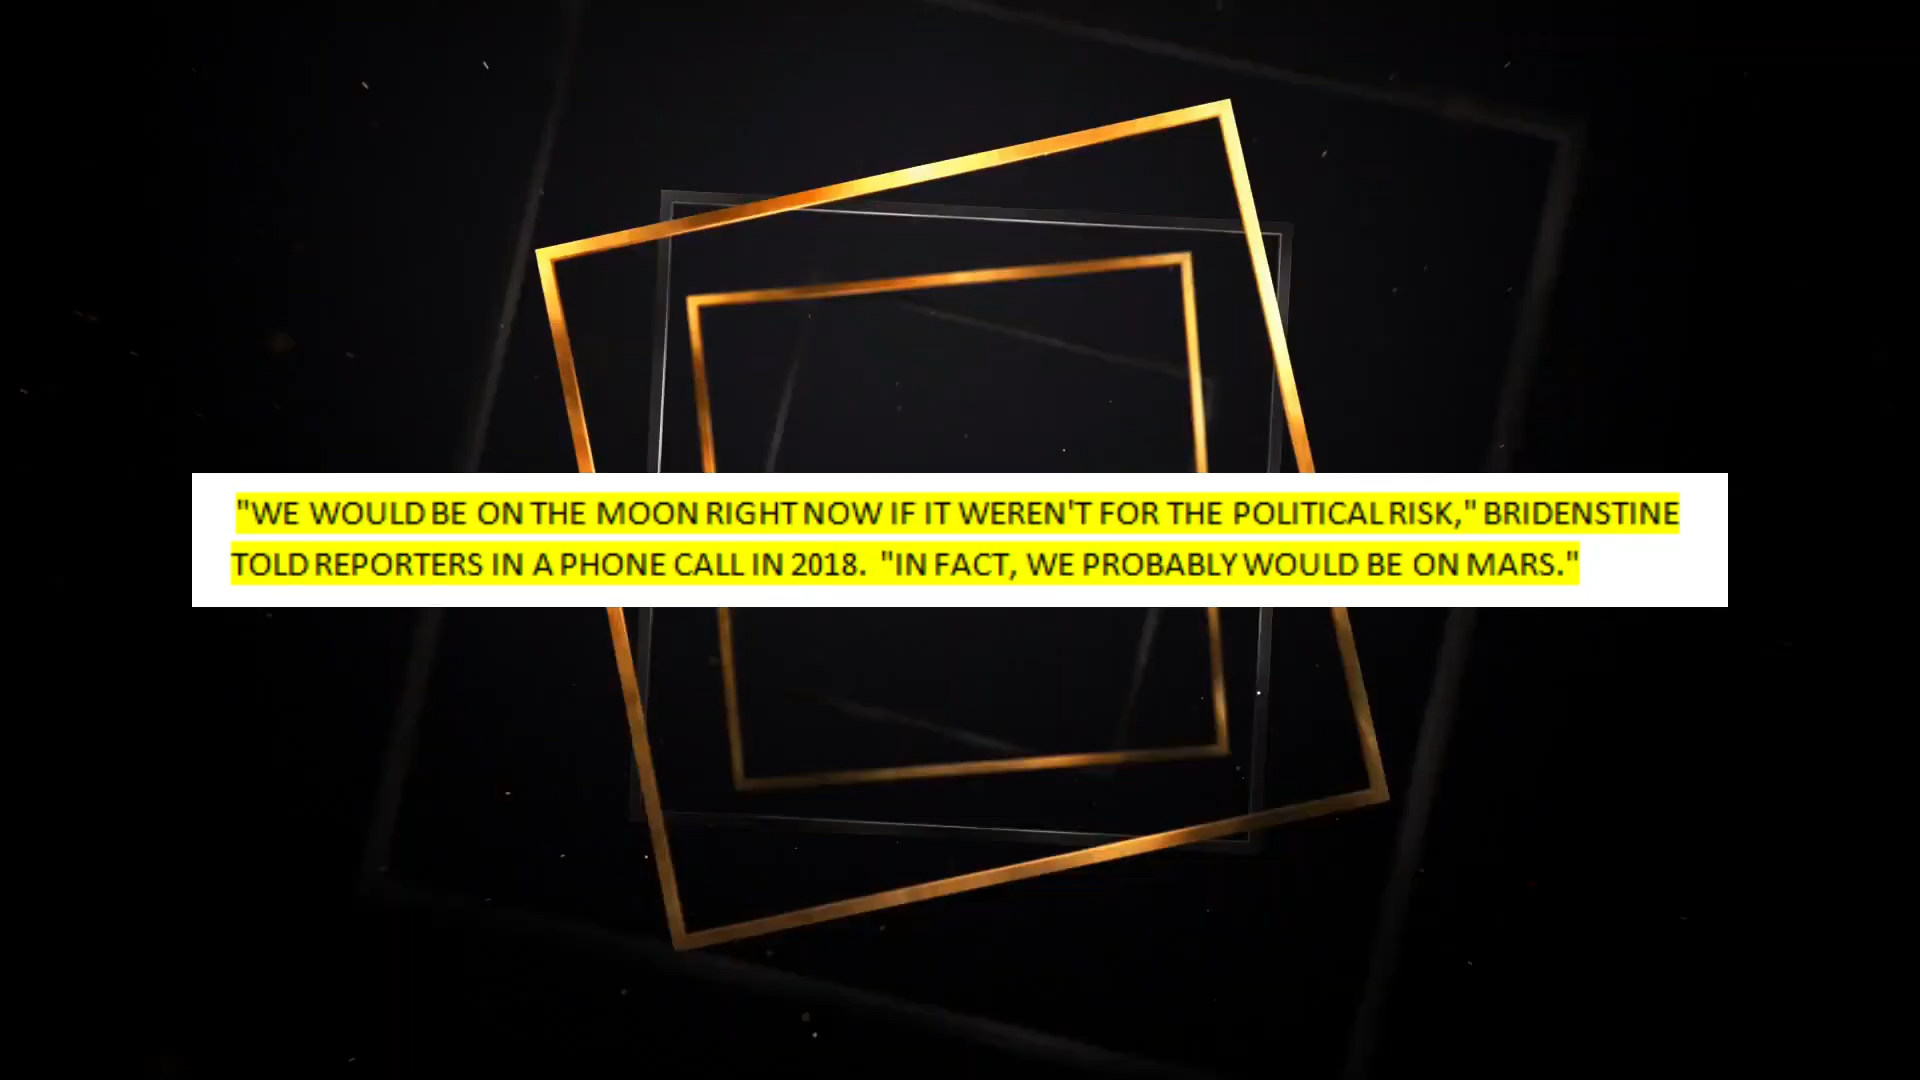 "WE WOULD BE ON THE MOON RIGHT NOW IF IT WEREN'T FOR THE POLITICAL RISK," BRIDENSTINE
TOLD REPORTERS IN A PHONE CALL IN 2018. "IN FACT, WE PROBABLY WOULD BE ON MARS."